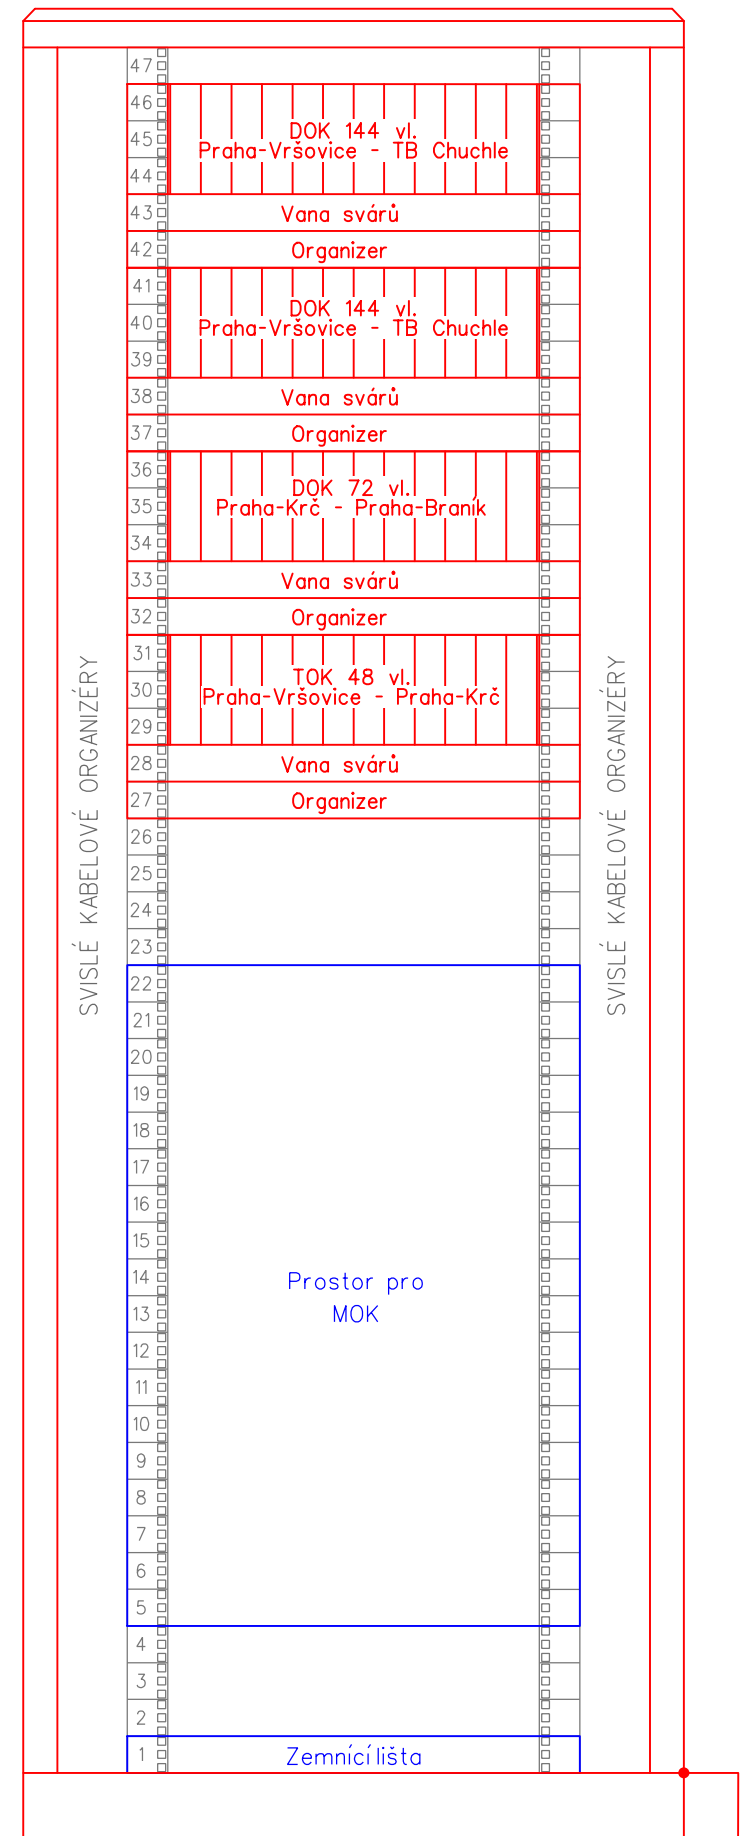 47
46
DOK 144 vl.
45
Praha-Vršovice - TB Chuchle
44
43 Vana svárů
42 Organizer
41
DOK 144 vl.
40
Praha-Vršovice - TB Chuchle
39
38 Vana svárů
37 Organizer
36
DOK 72 vl.
35 Praha-Krč - Praha-Braník
34
33 Vana svárů
32 Organizer
31
TOK 48 vl.
30 Praha-Vršovice - Praha-Krč
29
28 Vana svárů
27 Organizer
26
25
24
23
22
21
20
19
18
17
16
15
14 Prostor pro
13 MOK
12
11
10
9
8
7
6
5
4
3
2
1 Zemnící lišta
SVISLÉ KABELOVÉ ORGANIZÉRY
SVISLÉ KABELOVÉ ORGANIZÉRY